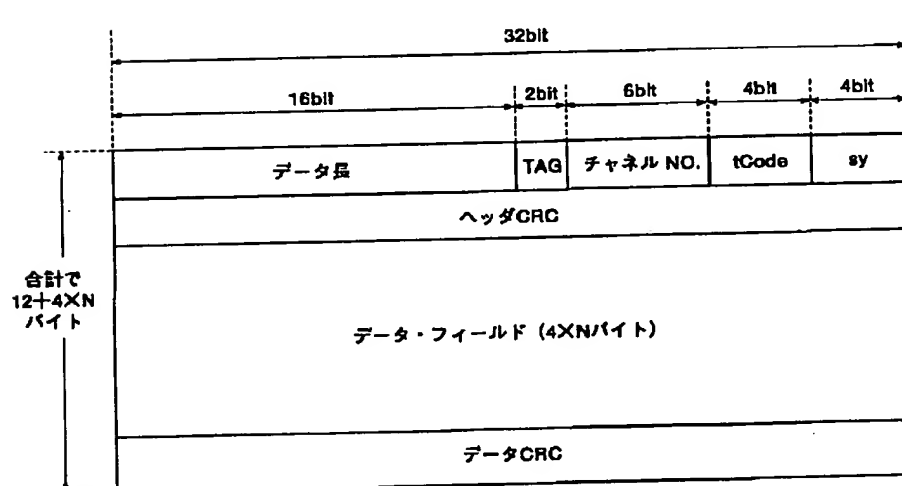 32bit
16bit
2bit
6bit
4bit
4bit
データ長
TAG
チャネル NO.
tCode
sy
ヘッダCRC
合計で
12+4×N
バイト
データ・フィールド (4×Nバイト)
データCRC